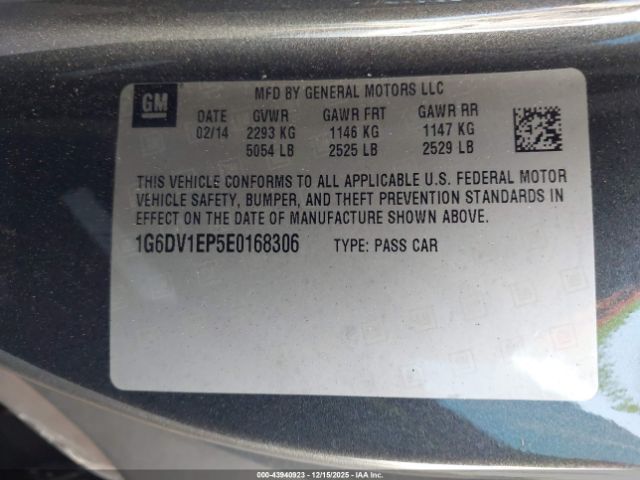 GM
MFD BY GENERAL MOTORS LLC
DATE GVWR GAWR FRT GAWR RR
02/14 2293 KG 1146 KG 1147 KG
5054 LB 2525 LB 2529 LB
THIS VEHICLE CONFORMS TO ALL APPLICABLE U.S. FEDERAL MOTOR
VEHICLE SAFETY, BUMPER, AND THEFT PREVENTION STANDARDS IN
EFFECT ON THE DATE OF MANUFACTURE SHOWN ABOVE.
1G6DV1EP5E0168306 TYPE: PASS CAR
000-43940923 - 12/15/2025 - IAA Inc.